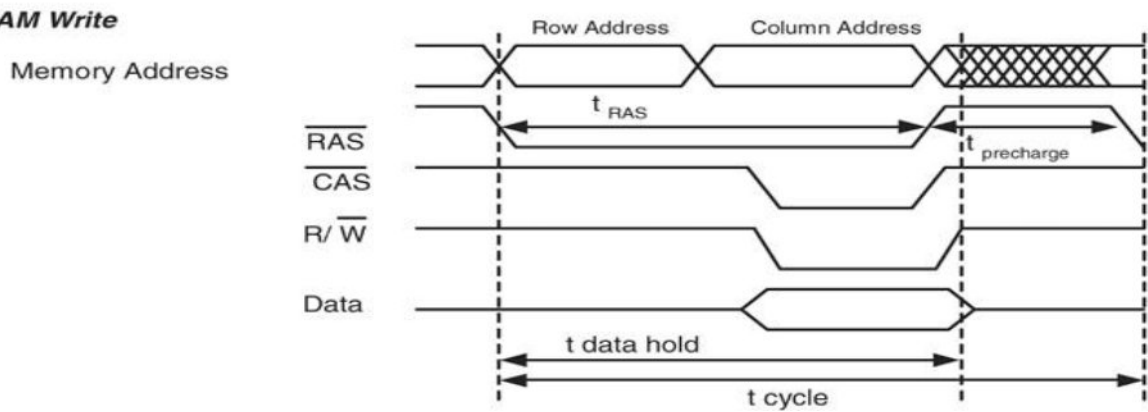 AM Write
Row Address Column Address
Memory Address
t RAS
RAS
t precharge
CAS
R/ W
Data
t data hold
t cycle